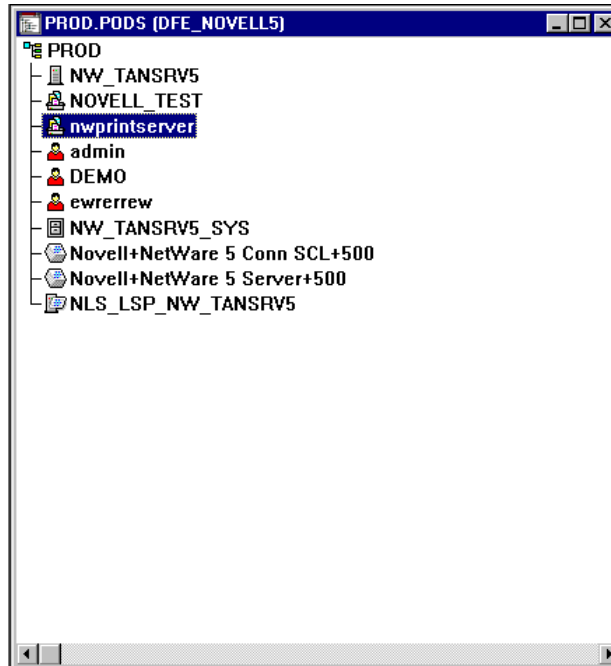 PROD.PODS (DFE_NOVELL5)
PROD
NW_TANSRV5
NOVELL_TEST
nwprintserver
admin
DEMO
ewrerrew
NW_TANSRV5_SYS
Novell+NetWare 5 Conn SCL+500
Novell+NetWare 5 Server+500
NLS_LSP_NW_TANSRV5